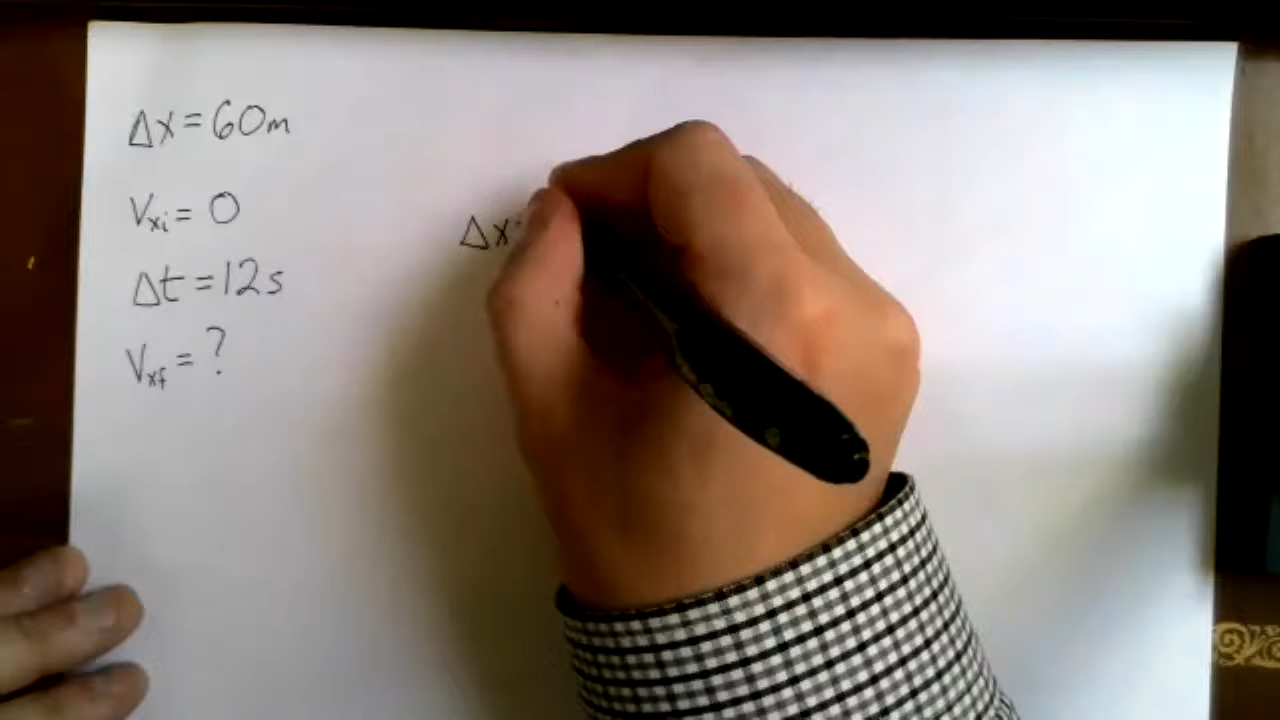 Δx = 60m
Vxi = 0
Δt = 12s
Vxf = ?
Δx